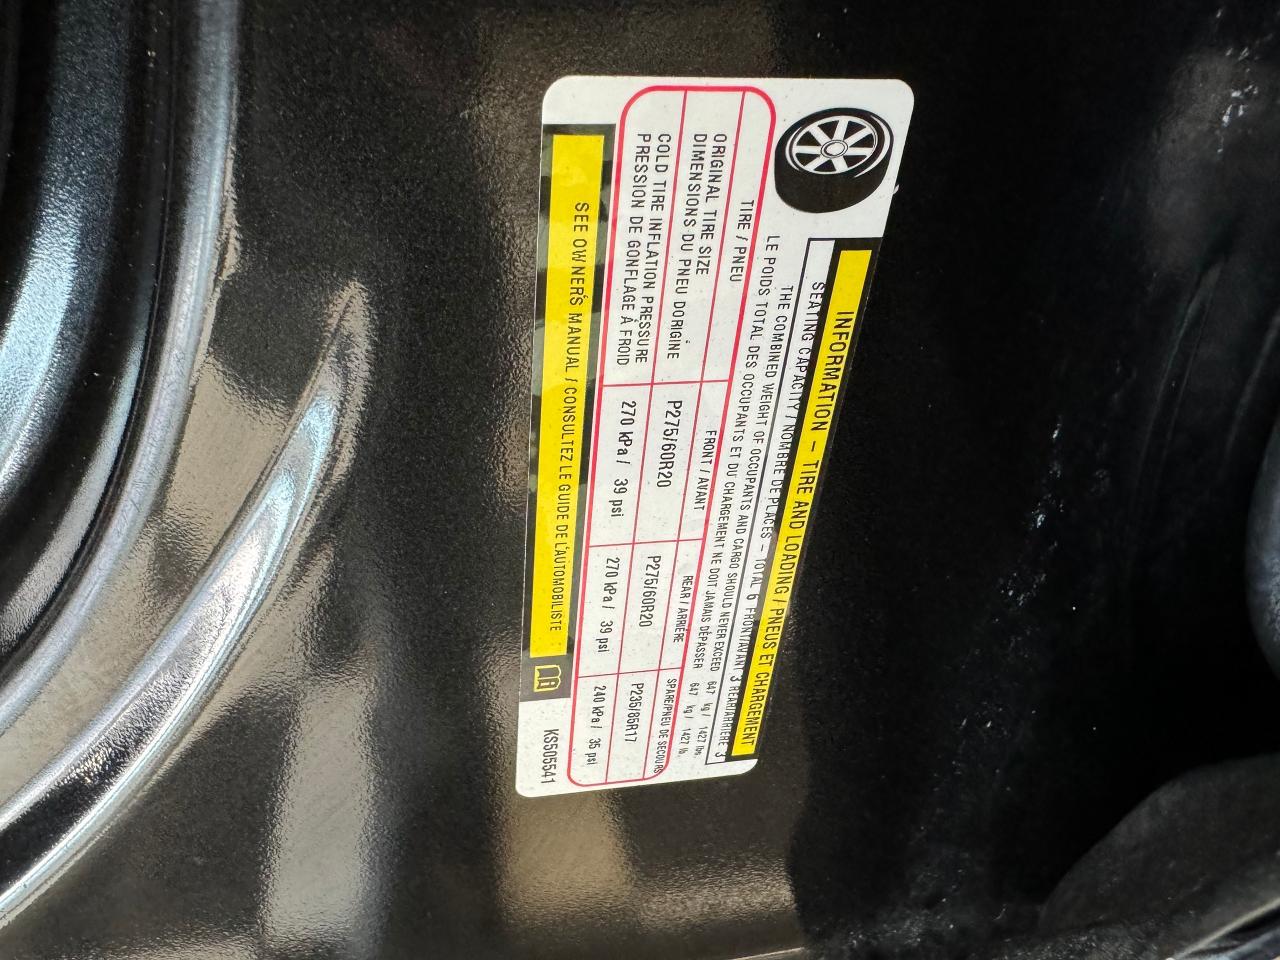 INFORMATION – TIRE AND LOADING / PNEUS ET CHARGEMENT
SEATING CAPACITY / NOMBRE DE PLACES – TOTAL 6 FRONT/AVANT 3 REAR/ARRIÈRE 3
THE COMBINED WEIGHT OF OCCUPANTS AND CARGO SHOULD NEVER EXCEED 647 kg / 1427 lbs.
LE POIDS TOTAL DES OCCUPANTS ET DU CHARGEMENT NE DOIT JAMAIS DÉPASSER 647 kg / 1427 lb.
TIRE / PNEU FRONT / AVANT REAR / ARRIÈRE SPARE/PNEU DE SECOURS
ORIGINAL TIRE SIZE
DIMENSIONS DU PNEU DORIGINE P275/60R20 P275/60R20 P235/85R17
COLD TIRE INFLATION PRESSURE
PRESSION DE GONFLAGE À FROID 270 kPa / 39 psi 270 kPa / 39 psi 240 kPa / 35 psi
SEE OWNER'S MANUAL / CONSULTEZ LE GUIDE DE L'AUTOMOBILISTE
KS505541